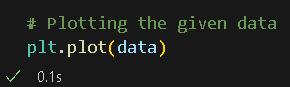 # Plotting the given data
plt.plot(data)
0.1s